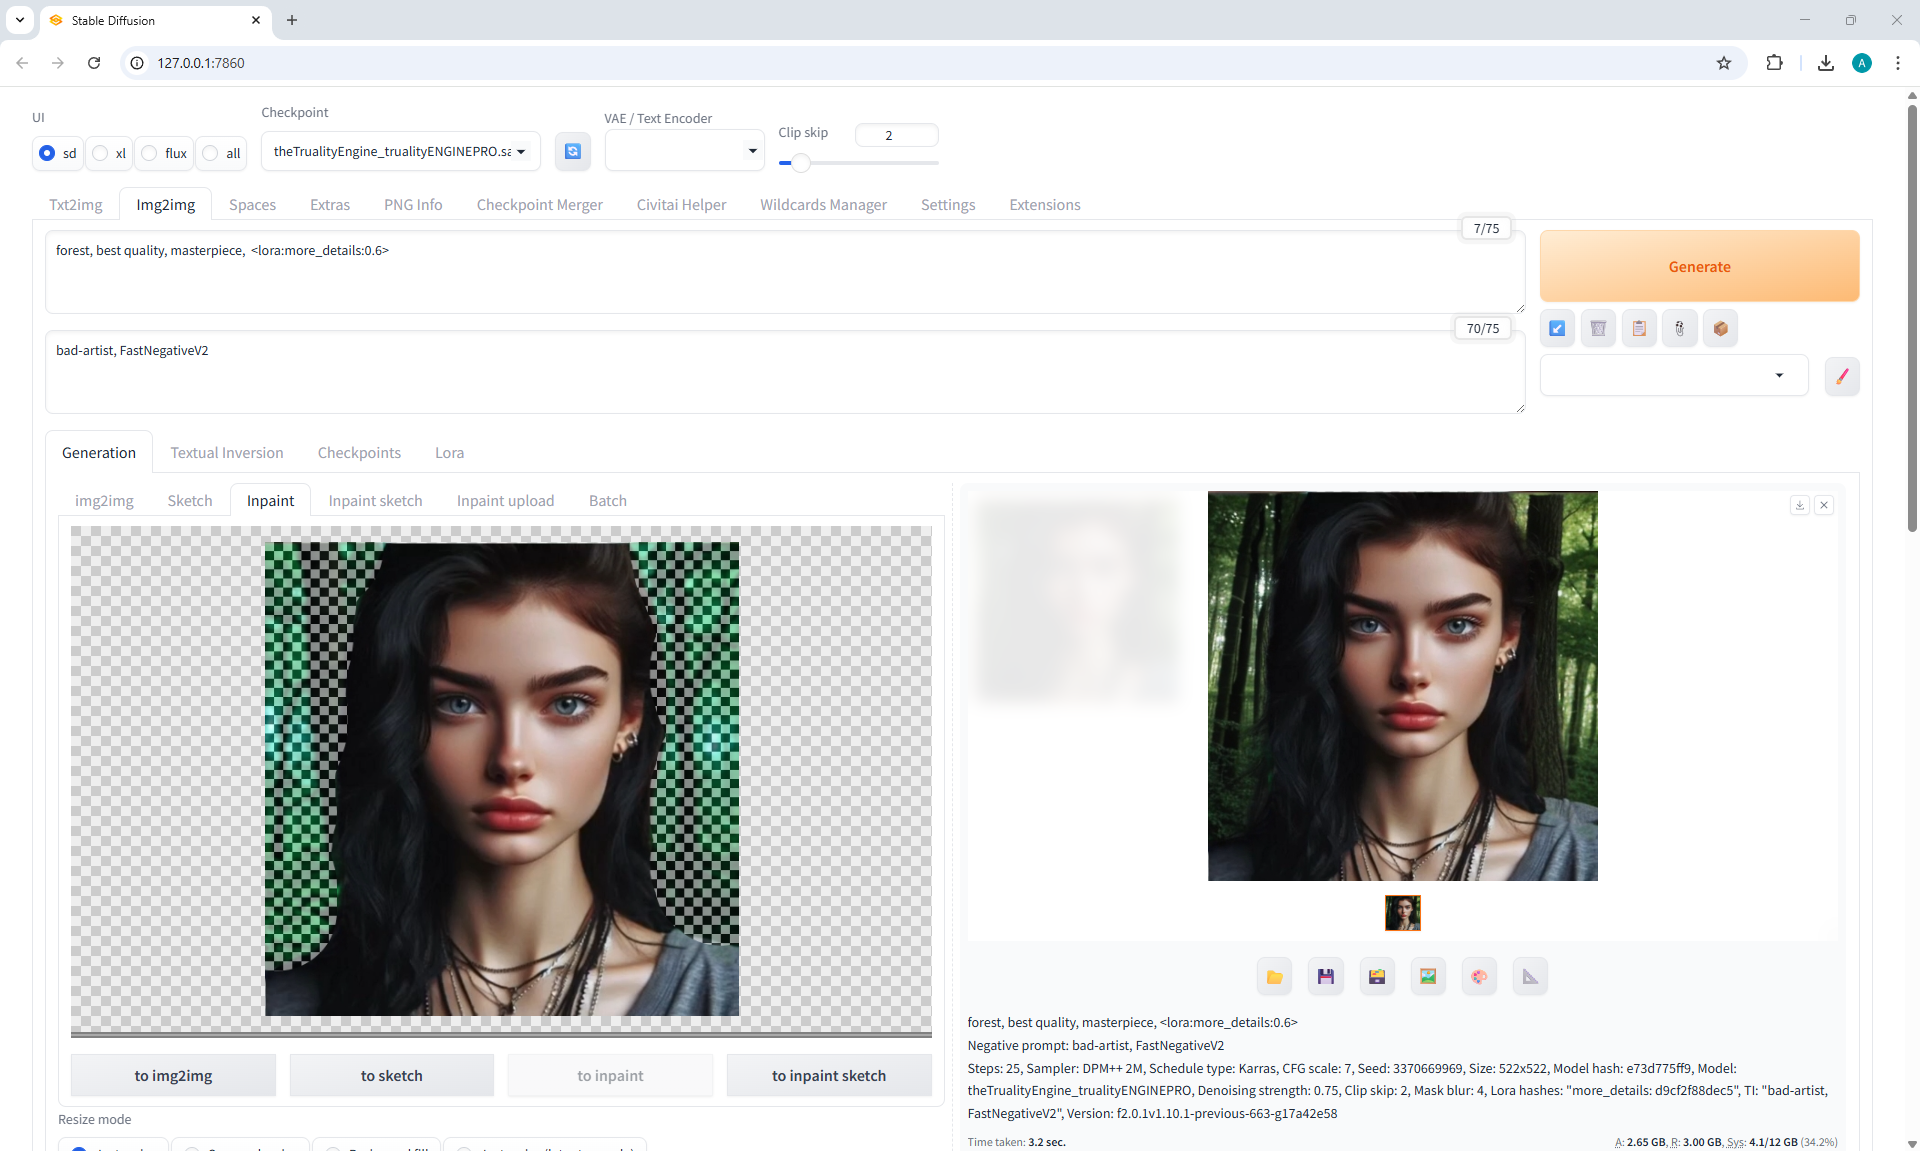 Stable Diffusion
127.0.0.1:7860
A
UI
sd
xl
flux
all
Checkpoint
theTrualityEngine_trualityENGINEPRO.sa
VAE / Text Encoder
Clip skip
2
Txt2img
Img2img
Spaces
Extras
PNG Info
Checkpoint Merger
Civitai Helper
Wildcards Manager
Settings
Extensions
7/75
forest, best quality, masterpiece, <lora:more_details:0.6>
Generate
70/75
bad-artist, FastNegativeV2
Generation
Textual Inversion
Checkpoints
Lora
img2img
Sketch
Inpaint
Inpaint sketch
Inpaint upload
Batch
to img2img
to sketch
to inpaint
to inpaint sketch
Resize mode
forest, best quality, masterpiece, <lora:more_details:0.6>
Negative prompt: bad-artist, FastNegativeV2
Steps: 25, Sampler: DPM++ 2M, Schedule type: Karras, CFG scale: 7, Seed: 3370669969, Size: 522x522, Model hash: e73d775ff9, Model:
theTrualityEngine_trualityENGINEPRO, Denoising strength: 0.75, Clip skip: 2, Mask blur: 4, Lora hashes: "more_details: d9cf2f88dec5", TI: "bad-artist,
FastNegativeV2", Version: f2.0.1v1.10.1-previous-663-g17a42e58
Time taken: 3.2 sec.
A: 2.65 GB, R: 3.00 GB, Sys: 4.1/12 GB (34.2%)